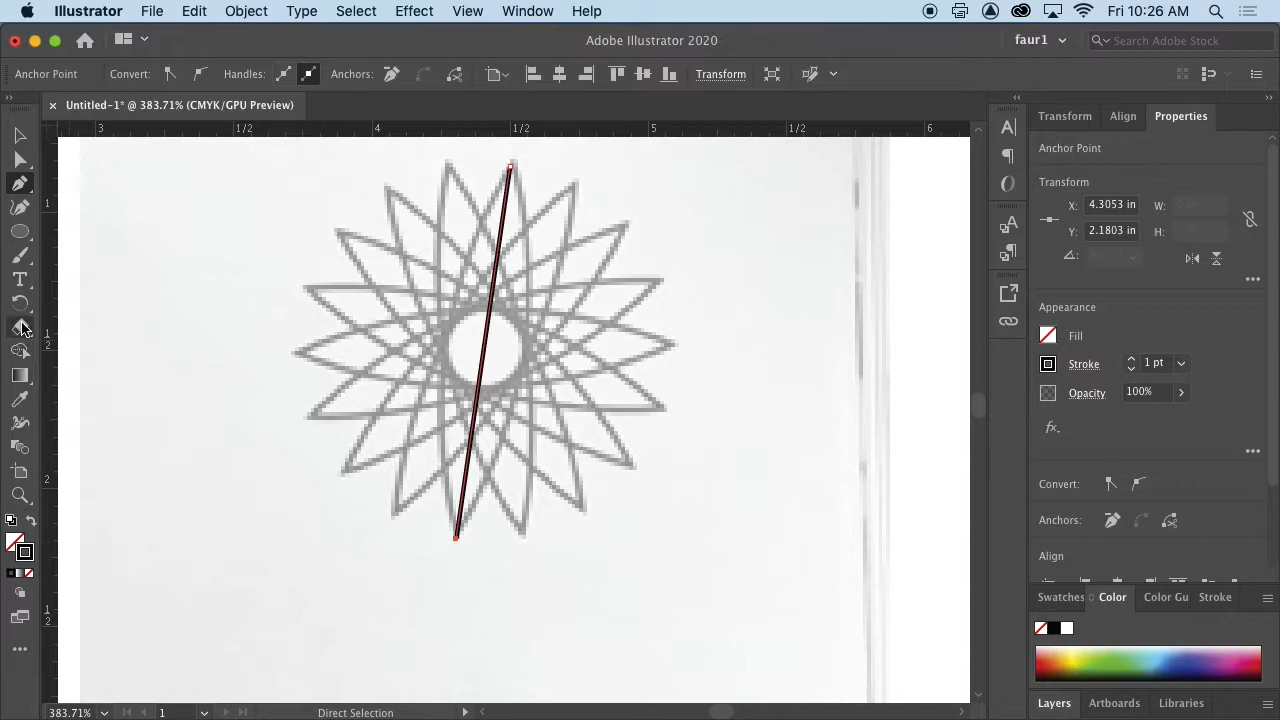 Illustrator File Edit Object Type Select Effect View Window Help Fri 10:26 AM
Adobe Illustrator 2020 faur1 Search Adobe Stock
Anchor Point Convert: Handles: Anchors: Transform
× Untitled-1* @ 383.71% (CMYK/GPU Preview)
Transform Align Properties
3 1/2 4 1/2 5 1/2 6
Anchor Point
Transform
X: 4.3053 in W:
Y: 2.1803 in H:
Appearance
Fill
Stroke 1 pt
Opacity 100%
fx.
Convert:
Anchors:
Align
Swatches Color Color Gu Stroke
Layers Artboards Libraries
383.71% 1 Direct Selection